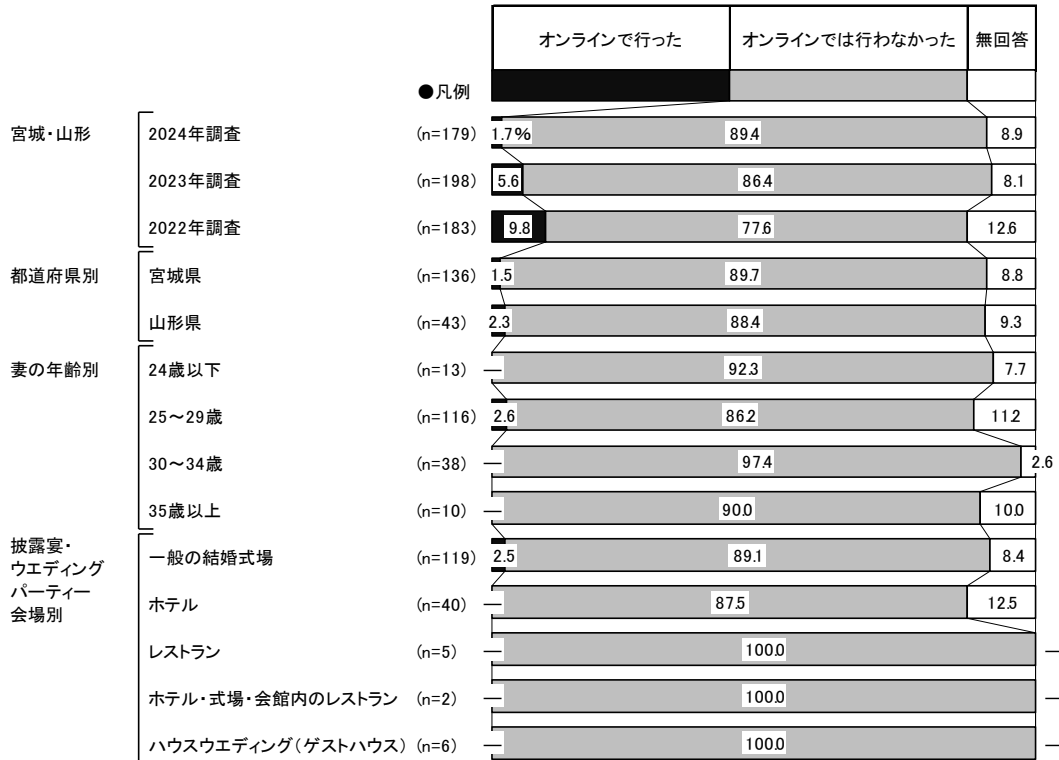 オンラインで行った オンラインでは行わなかった 無回答
●凡例
宮城・山形 2024年調査 (n=179) 1.7% 89.4 8.9
2023年調査 (n=198) 5.6 86.4 8.1
2022年調査 (n=183) 9.8 77.6 12.6
都道府県別 宮城県 (n=136) 1.5 89.7 8.8
山形県 (n=43) 2.3 88.4 9.3
妻の年齢別 24歳以下 (n=13) — 92.3 7.7
25～29歳 (n=116) 2.6 86.2 11.2
30～34歳 (n=38) — 97.4 2.6
35歳以上 (n=10) — 90.0 10.0
披露宴・
ウエディング
パーティー
会場別
一般の結婚式場 (n=119) 2.5 89.1 8.4
ホテル (n=40) — 87.5 12.5
レストラン (n=5) — 100.0 —
ホテル・式場・会館内のレストラン (n=2) — 100.0 —
ハウスウエディング（ゲストハウス） (n=6) — 100.0 —